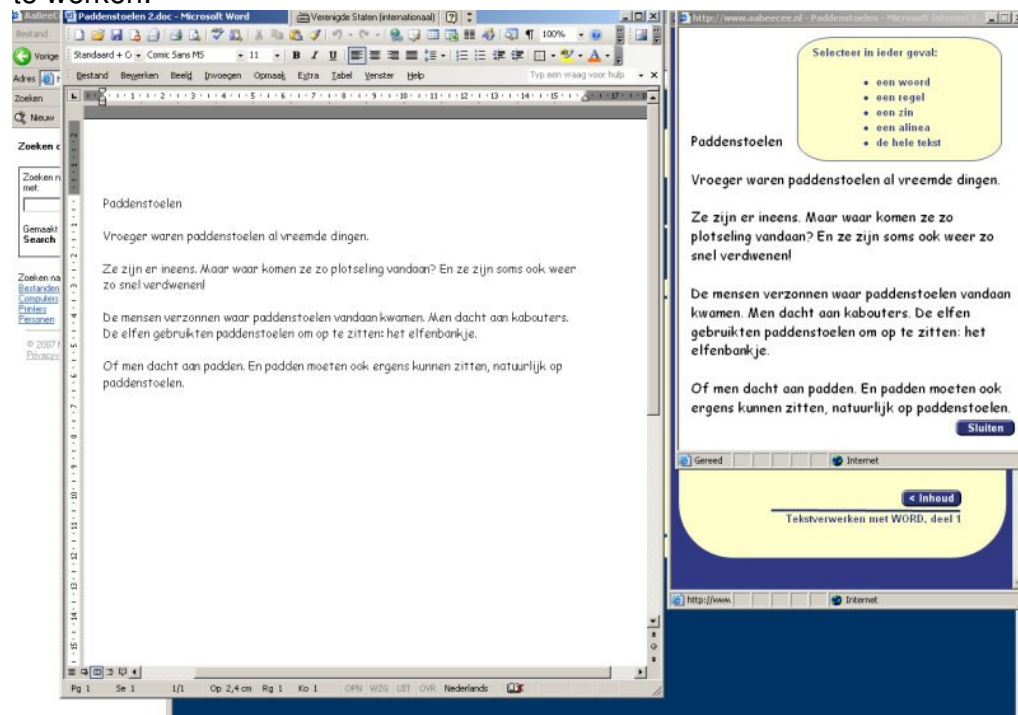 te werken.
Padde​nstoelen 2.doc - Microsoft Word
Verenigde Staten (internationaal)
Standaard + C
Comic Sans MS
11
B I U
100%
Bestand Bewerken Beeld Invoegen Opmaak Extra Tabel Venster Help
Typ een vraag voor hulp
Bestand
Vorige
Adres
Zoeken
Nieuw
Zoeken
Zoeken
met:
Gemaakt
Search
Zoeken na
Bestanden
Computers
Printers
Personen
© 2007
Privacy
Paddenstoelen
Vroeger waren paddenstoelen al vreemde dingen.
Ze zijn er ineens. Maar waar komen ze zo plotseling vandaan? En ze zijn soms ook weer
zo snel verdwenen!
De mensen verzonnen waar paddenstoelen vandaan kwamen. Men dacht aan kabouters.
De elfen gebruikten paddenstoelen om op te zitten: het elfenbankje.
Of men dacht aan padden. En padden moeten ook ergens kunnen zitten, natuurlijk op
paddenstoelen.
Pg 1 Se 1 1/1 Op 2,4 cm Rg 1 Ko 1 OPN WZG UIT OVR Nederlands
http://www.aabeeceee.nl - Paddenstoelen - Microsoft Internet
Selecteer in ieder geval:
• een woord
• een regel
• een zin
• een alinea
• de hele tekst
Paddenstoelen
Vroeger waren paddenstoelen al vreemde dingen.
Ze zijn er ineens. Maar waar komen ze zo
plotseling vandaan? En ze zijn soms ook weer zo
snel verdwenen!
De mensen verzonnen waar paddenstoelen vandaan
kwamen. Men dacht aan kabouters. De elfen
gebruikten paddenstoelen om op te zitten: het
elfenbankje.
Of men dacht aan padden. En padden moeten ook
ergens kunnen zitten, natuurlijk op paddenstoelen.
Sluiten
Gereed
Internet
< Inhoud
Tekstverwerken met WORD, deel 1
http://www.
Internet